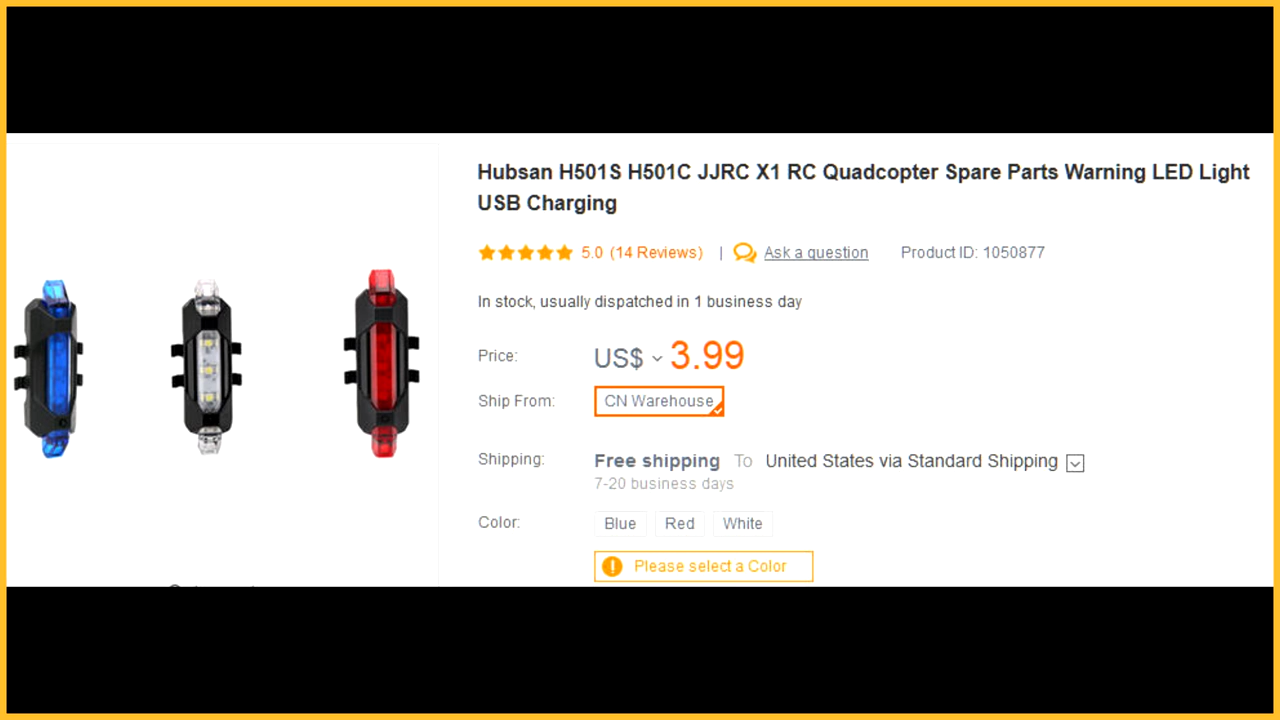 Hubsan H501S H501C JJRC X1 RC Quadcopter Spare Parts Warning LED Light
USB Charging
5.0 (14 Reviews) | Ask a question Product ID: 1050877
In stock, usually dispatched in 1 business day
Price: US$ 3.99
Ship From: CN Warehouse
Shipping: Free shipping To United States via Standard Shipping
7-20 business days
Color: Blue Red White
Please select a Color